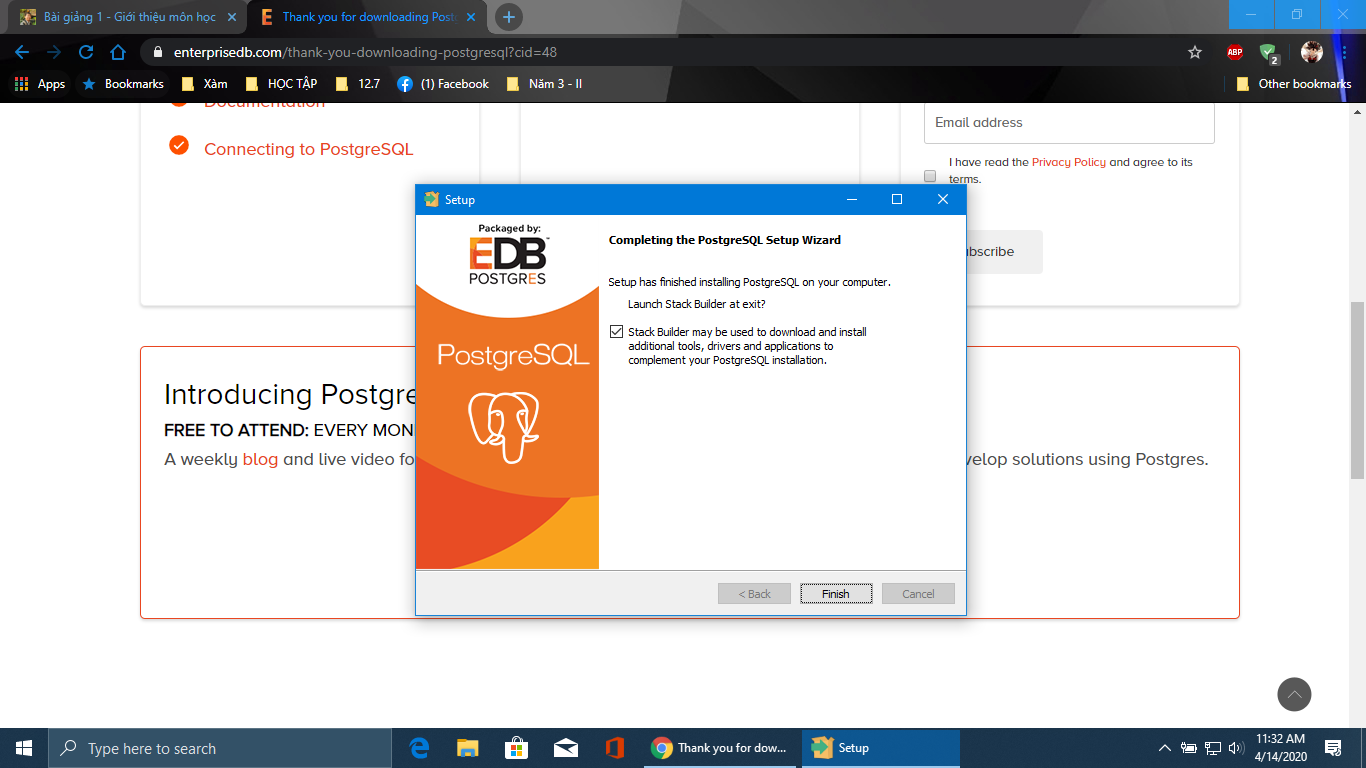 Bài giảng 1 - Giới thiệu môn học
Thank you for downloading Postg
enterprisedb.com/thank-you-downloading-postgresql?cid=48
ABP
2
Apps
Bookmarks
Xàm
HỌC TẬP
12.7
(1) Facebook
Năm 3 - II
Other bookmarks
Documentation
Connecting to PostgreSQL
Email address
I have read the Privacy Policy and agree to its
terms.
bscribe
Introducing Postgre
FREE TO ATTEND: EVERY MON
A weekly blog and live video fo
velop solutions using Postgres.
Setup
Packaged by:
EDB™
POSTGRES
PostgreSQL
Completing the PostgreSQL Setup Wizard
Setup has finished installing PostgreSQL on your computer.
Launch Stack Builder at exit?
Stack Builder may be used to download and install
additional tools, drivers and applications to
complement your PostgreSQL installation.
< Back
Finish
Cancel
Type here to search
Thank you for dow...
Setup
11:32 AM
4/14/2020